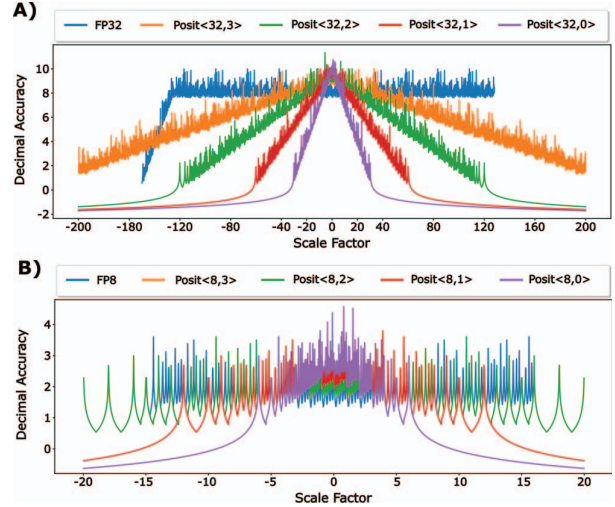 A)
FP32 Posit<32,3> Posit<32,2> Posit<32,1> Posit<32,0>
Decimal Accuracy
10
8
6
4
2
0
-2
-200 -160 -120 -80 -40 -20 0 20 40 80 120 160 200
Scale Factor
B)
FP8 Posit<8,3> Posit<8,2> Posit<8,1> Posit<8,0>
Decimal Accuracy
4
3
2
1
0
-20 -15 -10 -5 0 5 10 15 20
Scale Factor